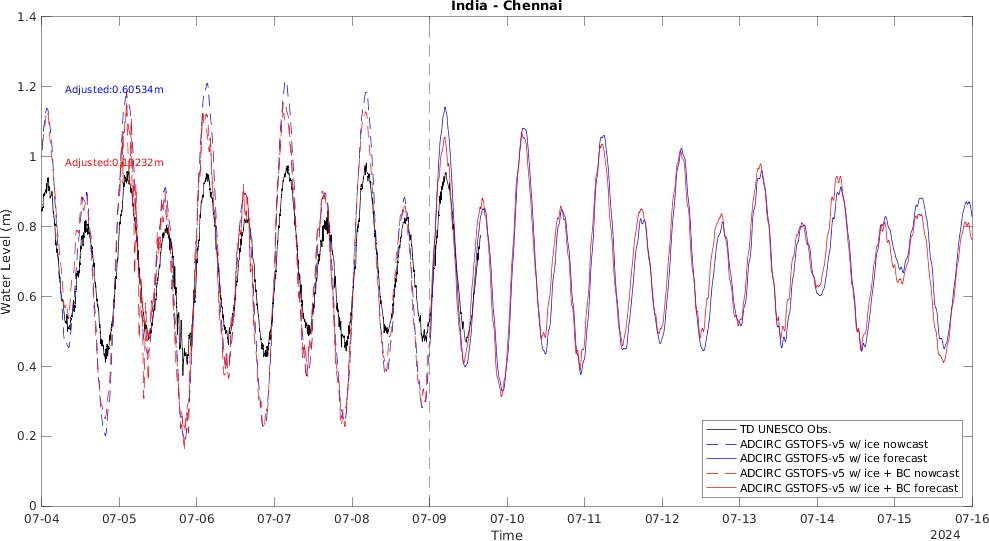 India - Chennai
1.4
1.2
1
0.8
0.6
0.4
0.2
0
Water Level (m)
Adjusted:0.60534m
Adjusted:0.19232m
TD UNESCO Obs.
ADCIRC GSTOFS-v5 w/ ice nowcast
ADCIRC GSTOFS-v5 w/ ice forecast
ADCIRC GSTOFS-v5 w/ ice + BC nowcast
ADCIRC GSTOFS-v5 w/ ice + BC forecast
07-04 07-05 07-06 07-07 07-08 07-09 07-10 07-11 07-12 07-13 07-14 07-15 07-16
Time
2024